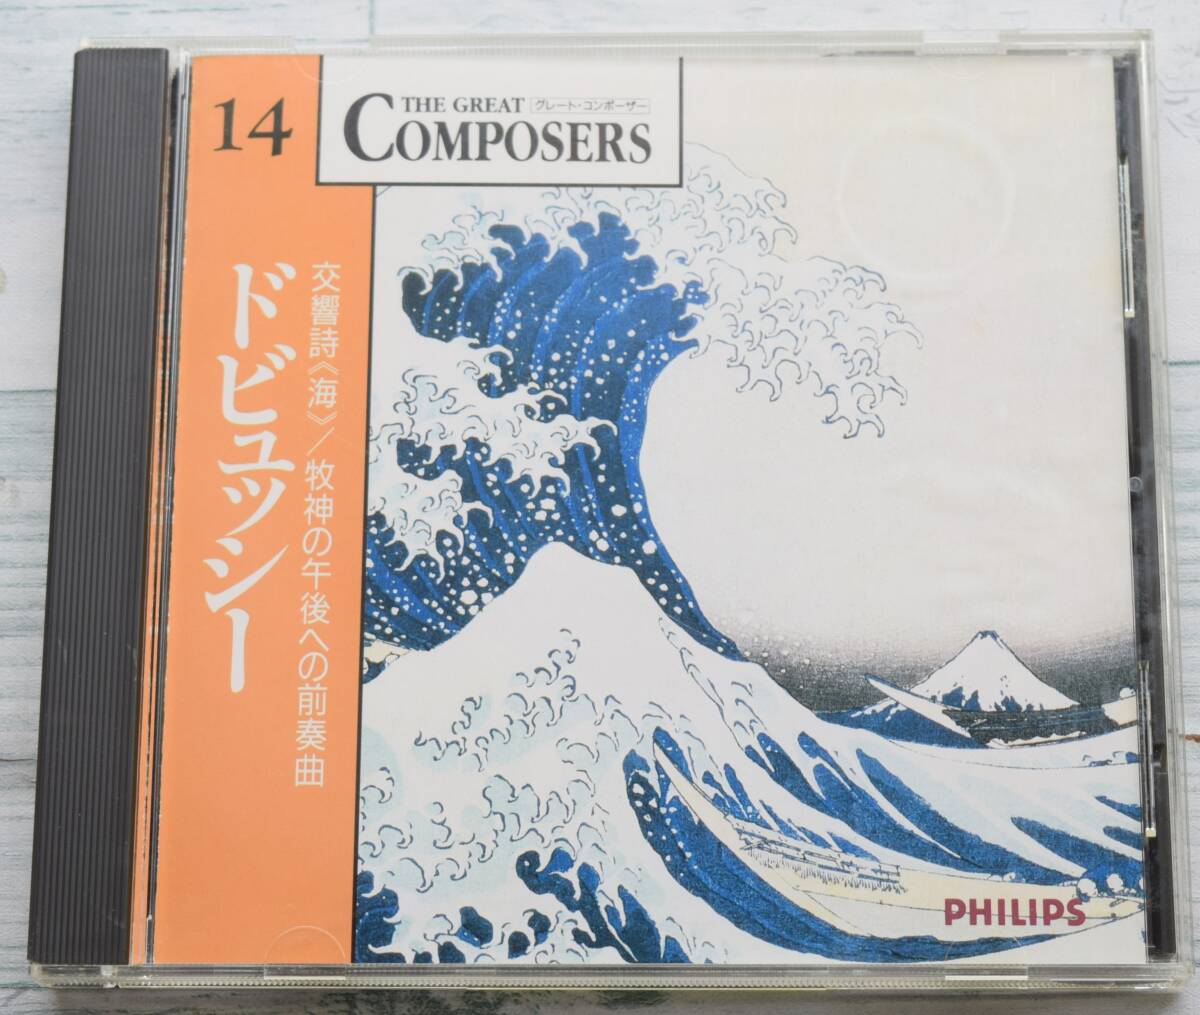 14
THE GREAT グレート・コンポーザー
COMPOSERS
ドビュッシー
交響詩《海》／牧神の午後への前奏曲
PHILIPS